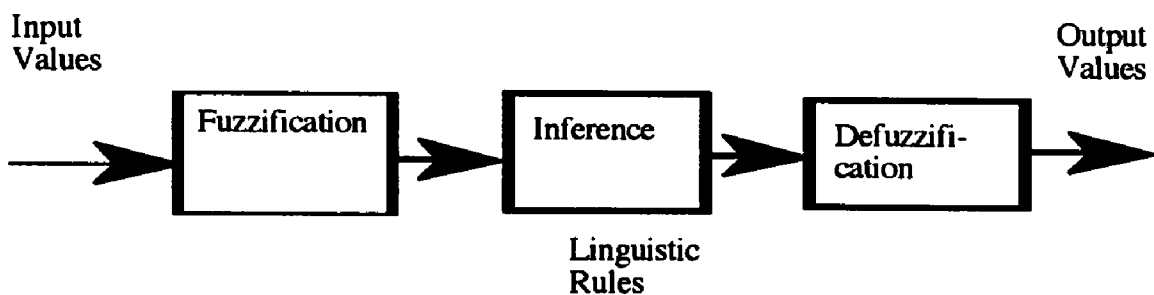 Input
Values
Fuzzification
Inference
Linguistic
Rules
Defuzzifi-
cation
Output
Values